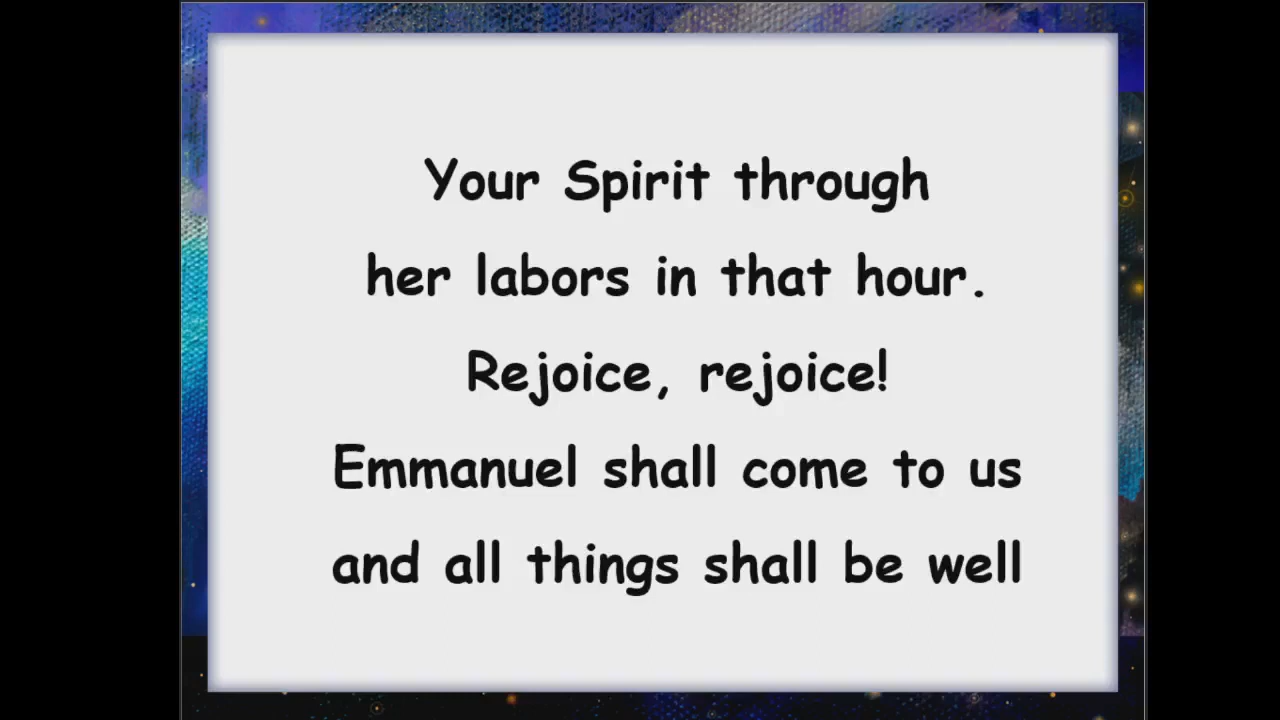 Your Spirit through
her labors in that hour.
Rejoice, rejoice!
Emmanuel shall come to us
and all things shall be well